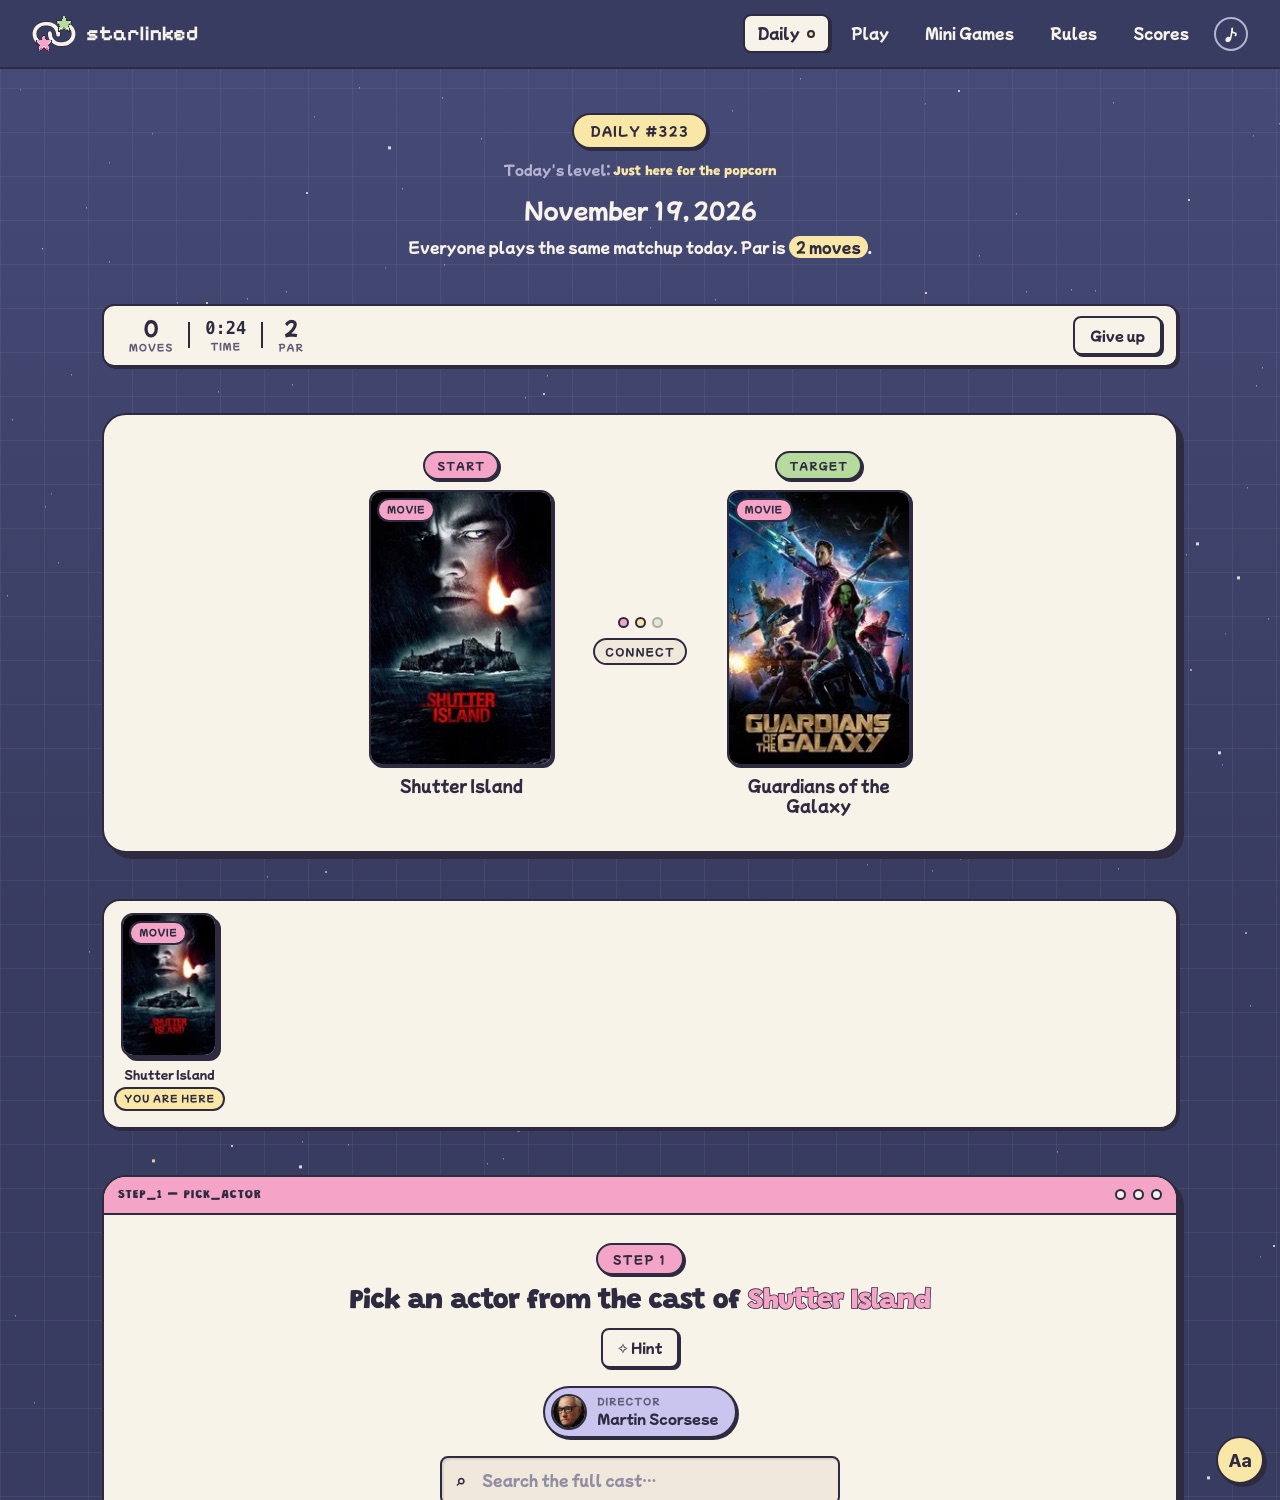 starlinked
Daily
Play
Mini Games
Rules
Scores
DAILY #323
Today's level: Just here for the popcorn
November 19, 2026
Everyone plays the same matchup today. Par is 2 moves.
0
MOVES
0:24
TIME
2
PAR
Give up
START
MOVIE
SHUTTER
ISLAND
Shutter Island
CONNECT
TARGET
MOVIE
GUARDIANS
OF THE GALAXY
Guardians of the
Galaxy
MOVIE
SHUTTER
ISLAND
Shutter Island
YOU ARE HERE
STEP_1 — PICK_ACTOR
STEP 1
Pick an actor from the cast of Shutter Island
✧ Hint
DIRECTOR
Martin Scorsese
Search the full cast…
Aa